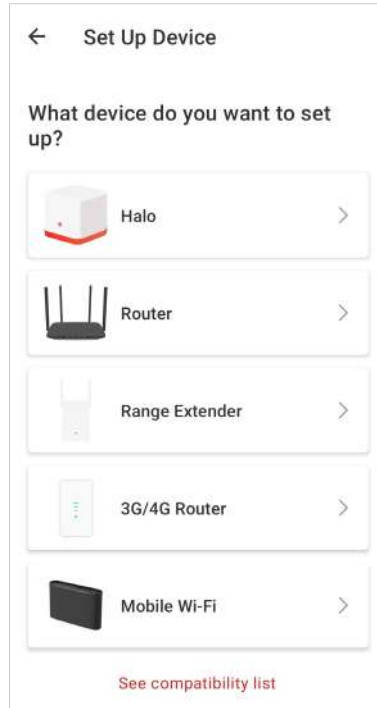 Set Up Device
What device do you want to set
up?
Halo
Router
Range Extender
3G/4G Router
Mobile Wi-Fi
See compatibility list